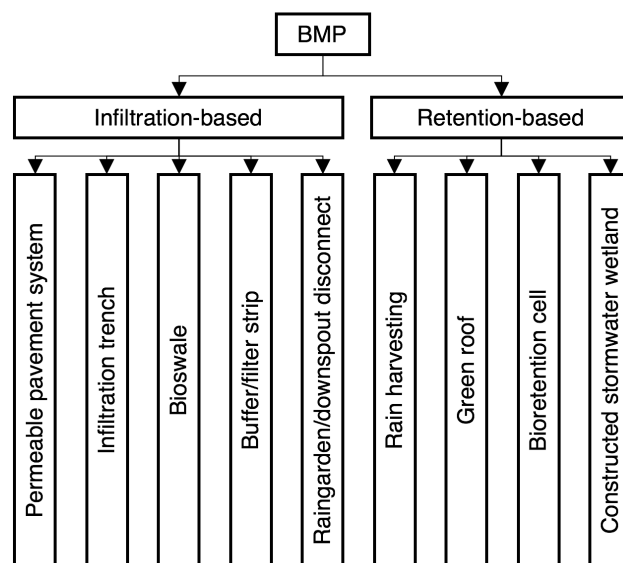 BMP
Infiltration-based
Retention-based
Permeable pavement system
Infiltration trench
Bioswale
Buffer/filter strip
Raingarden/downspout disconnect
Rain harvesting
Green roof
Bioretention cell
Constructed stormwater wetland